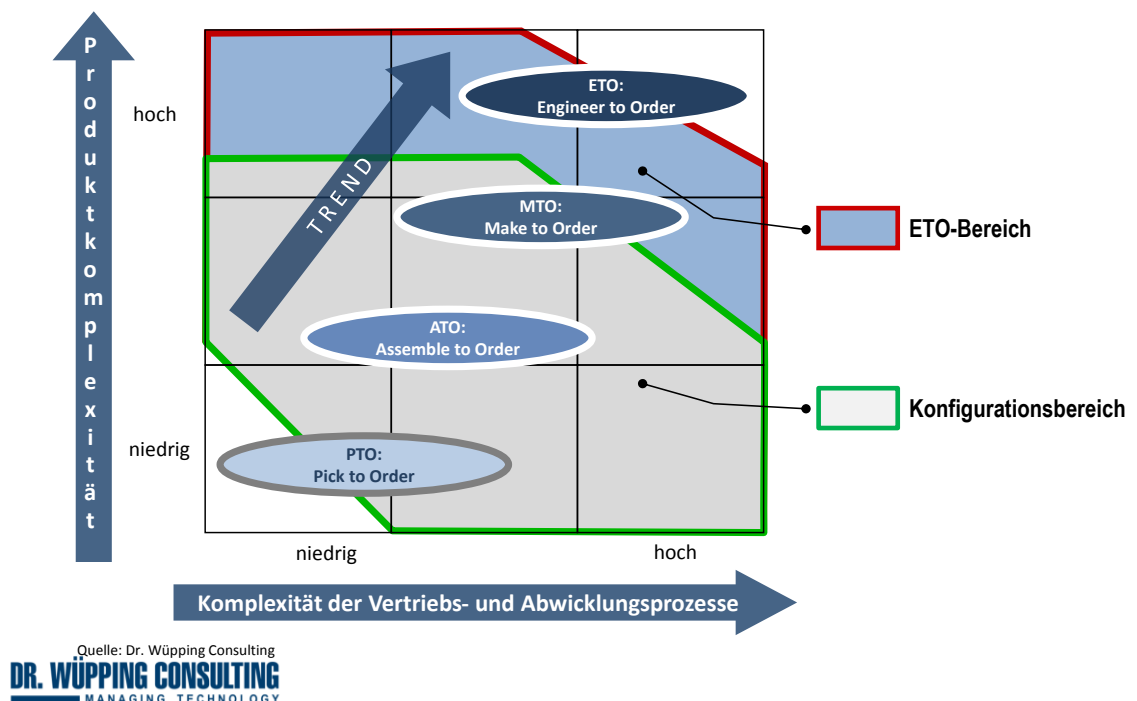 Produktkomplexität
hoch
niedrig
TREND
ETO:
Engineer to Order
MTO:
Make to Order
ATO:
Assemble to Order
PTO:
Pick to Order
ETO-Bereich
Konfigurationsbereich
niedrig
hoch
Komplexität der Vertriebs- und Abwicklungsprozesse
Quelle: Dr. Wüpping Consulting
DR. WÜPPING CONSULTING
MANAGING TECHNOLOGY